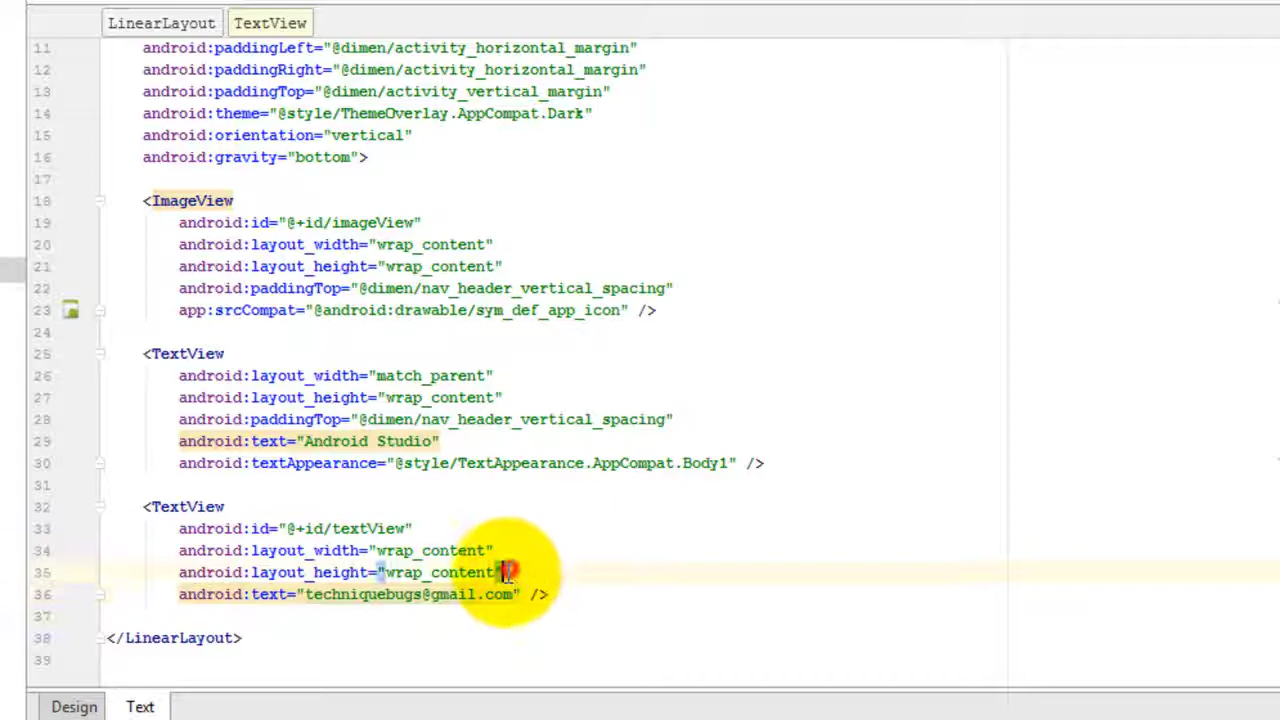 LinearLayout TextView
11 android:paddingLeft="@dimen/activity_horizontal_margin"
12 android:paddingRight="@dimen/activity_horizontal_margin"
13 android:paddingTop="@dimen/activity_vertical_margin"
14 android:theme="@style/ThemeOverlay.AppCompat.Dark"
15 android:orientation="vertical"
16 android:gravity="bottom">
17
18 <ImageView
19 android:id="@+id/imageView"
20 android:layout_width="wrap_content"
21 android:layout_height="wrap_content"
22 android:paddingTop="@dimen/nav_header_vertical_spacing"
23 app:srcCompat="@android:drawable/sym_def_app_icon" />
24
25 <TextView
26 android:layout_width="match_parent"
27 android:layout_height="wrap_content"
28 android:paddingTop="@dimen/nav_header_vertical_spacing"
29 android:text="Android Studio"
30 android:textAppearance="@style/TextAppearance.AppCompat.Body1" />
31
32 <TextView
33 android:id="@+id/textView"
34 android:layout_width="wrap_content"
35 android:layout_height="wrap_content"
36 android:text="techniquebugs@gmail.com" />
37
38 </LinearLayout>
39
Design Text